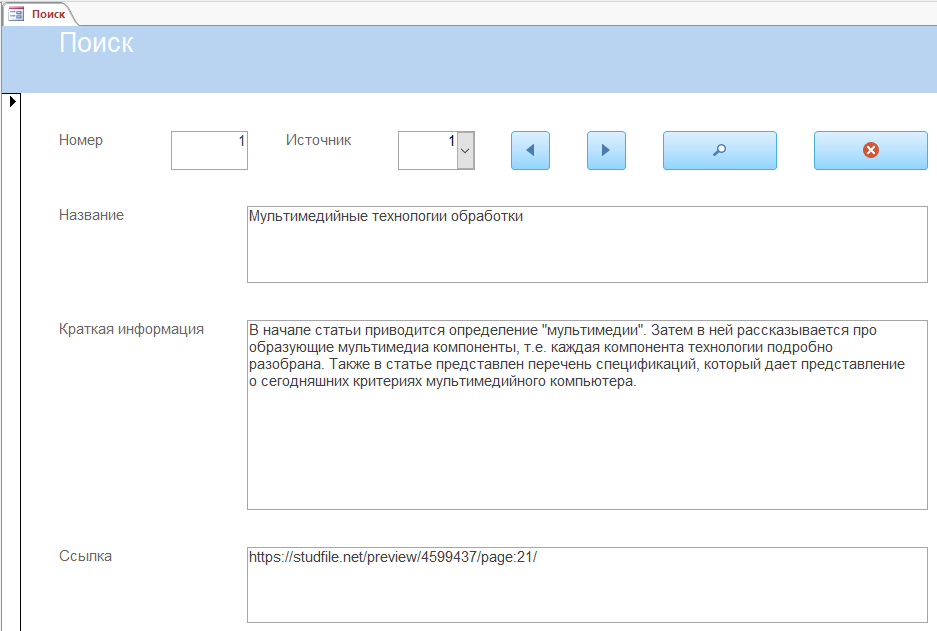 Поиск
Поиск
Номер 1 Источник 1
Название Мультимедийные технологии обработки
Краткая информация В начале статьи приводится определение "мультимедии". Затем в ней рассказывается про
образующие мультимедиа компоненты, т.е. каждая компонента технологии подробно
разобрана. Также в статье представлен перечень спецификаций, который дает представление
о сегодняшних критериях мультимедийного компьютера.
Ссылка https://studfile.net/preview/4599437/page:21/